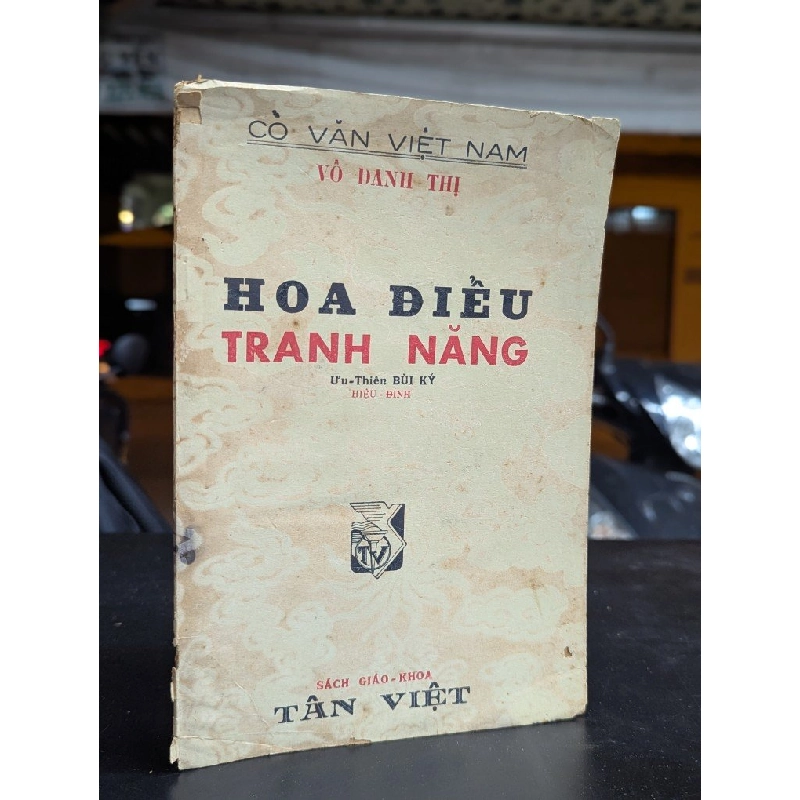 CỔ VĂN VIỆT NAM
VÔ DANH THỊ
HOA ĐIỂU
TRANH NĂNG
Ưu-Thiên BÙI KỶ
HIỆU-ĐÍNH
TV
SÁCH GIÁO-KHOA
TÂN VIỆT